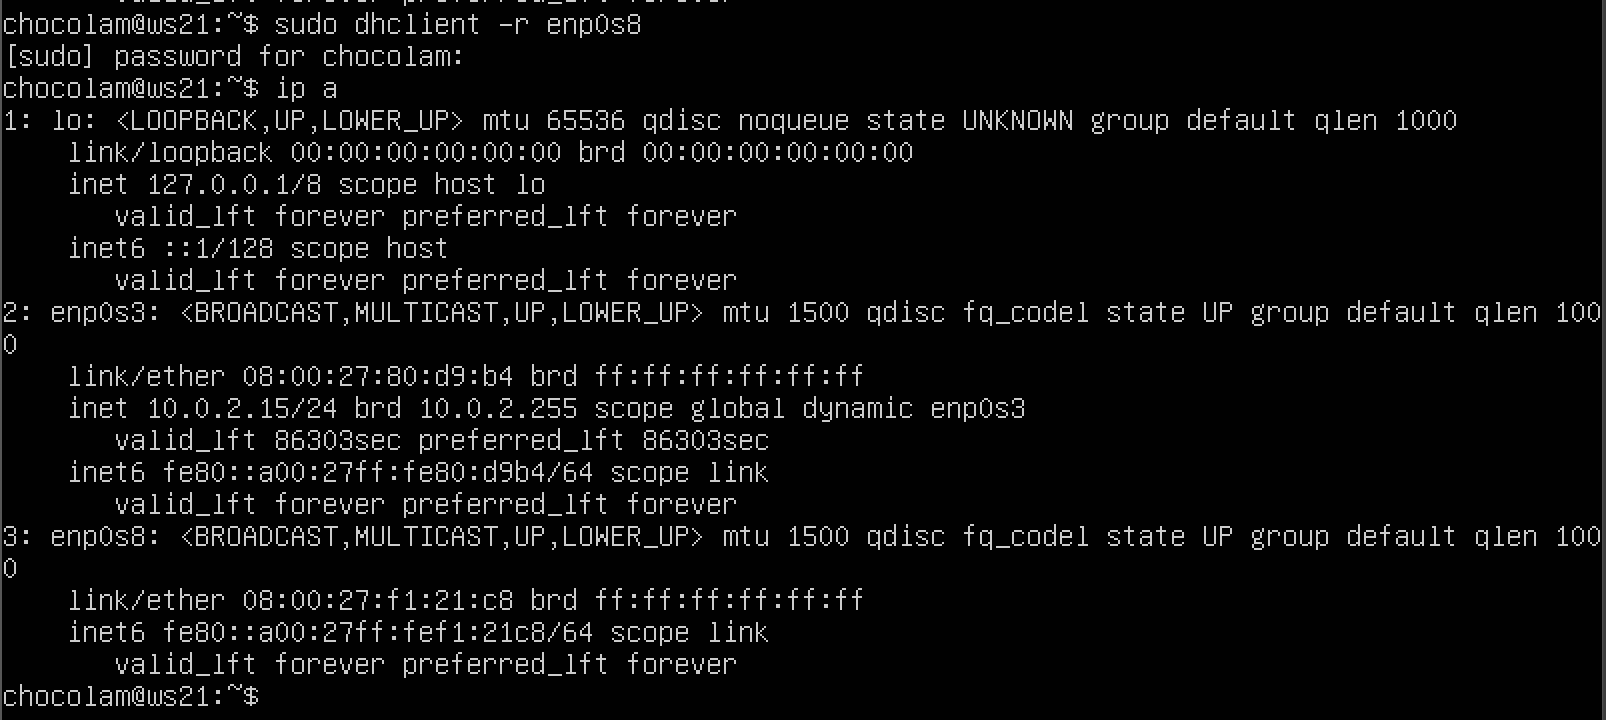 chocolam@ws21:~$ sudo dhclient -r enp0s8
[sudo] password for chocolam:
chocolam@ws21:~$ ip a
1: lo: <LOOPBACK,UP,LOWER_UP> mtu 65536 qdisc noqueue state UNKNOWN group default qlen 1000
    link/loopback 00:00:00:00:00:00 brd 00:00:00:00:00:00
    inet 127.0.0.1/8 scope host lo
       valid_lft forever preferred_lft forever
    inet6 ::1/128 scope host
       valid_lft forever preferred_lft forever
2: enp0s3: <BROADCAST,MULTICAST,UP,LOWER_UP> mtu 1500 qdisc fq_codel state UP group default qlen 100
0
    link/ether 08:00:27:80:d9:b4 brd ff:ff:ff:ff:ff:ff
    inet 10.0.2.15/24 brd 10.0.2.255 scope global dynamic enp0s3
       valid_lft 86303sec preferred_lft 86303sec
    inet6 fe80::a00:27ff:fe80:d9b4/64 scope link
       valid_lft forever preferred_lft forever
3: enp0s8: <BROADCAST,MULTICAST,UP,LOWER_UP> mtu 1500 qdisc fq_codel state UP group default qlen 100
0
    link/ether 08:00:27:f1:21:c8 brd ff:ff:ff:ff:ff:ff
    inet6 fe80::a00:27ff:fef1:21c8/64 scope link
       valid_lft forever preferred_lft forever
chocolam@ws21:~$